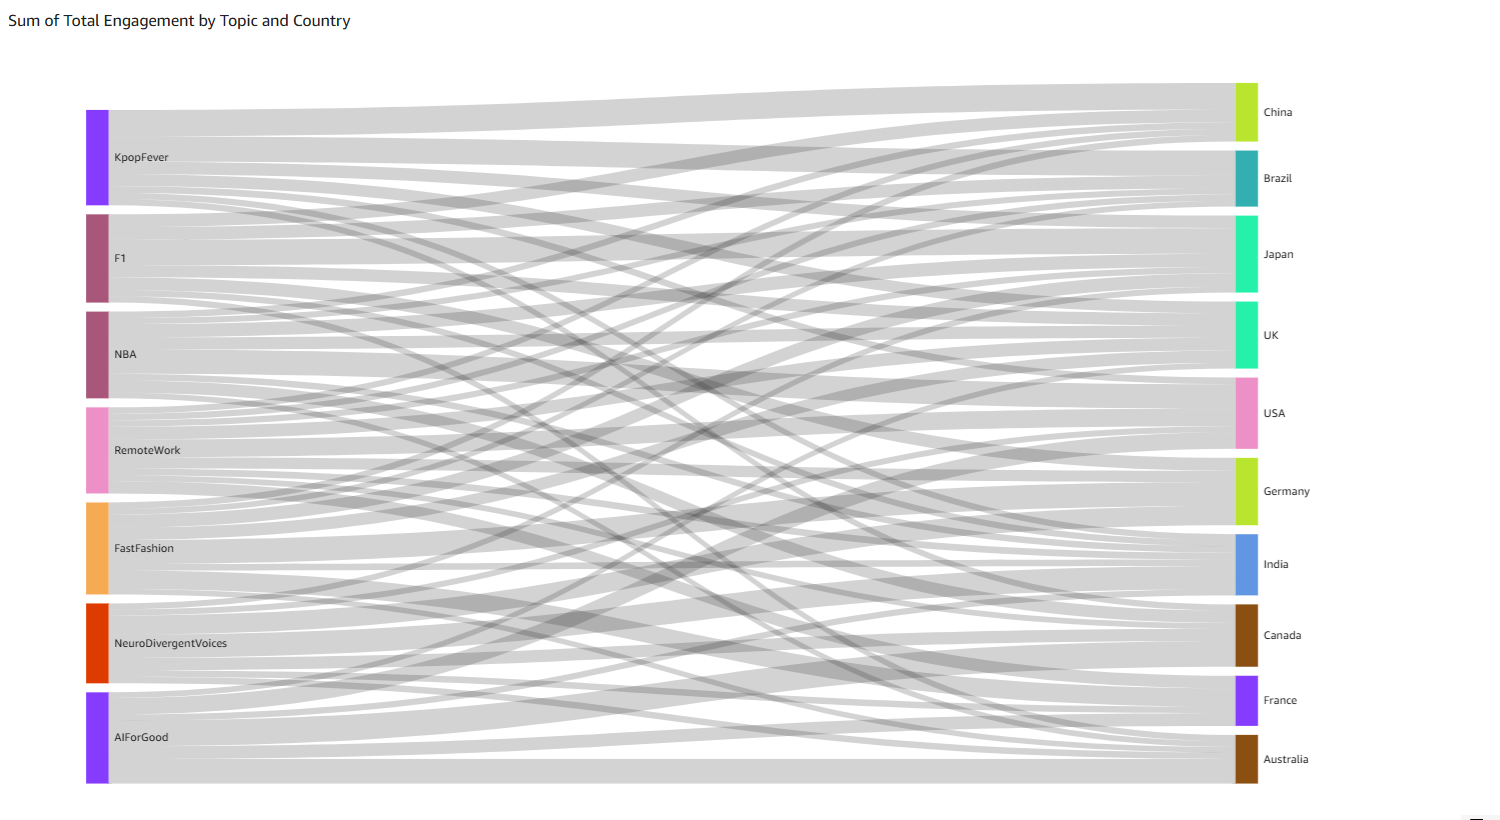 Sum of Total Engagement by Topic and Country
KpopFever
F1
NBA
RemoteWork
FastFashion
NeuroDivergentVoices
AIForGood
China
Brazil
Japan
UK
USA
Germany
India
Canada
France
Australia